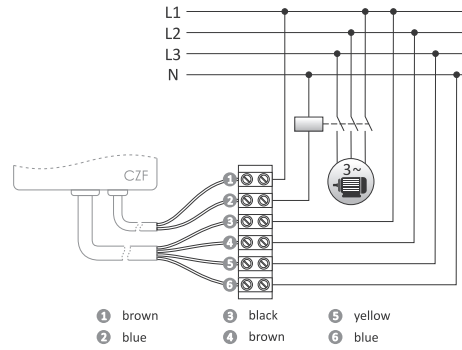 L1
L2
L3
N
3~
CZF
1
2
3
4
5
6
1 brown 3 black 5 yellow
2 blue 4 brown 6 blue